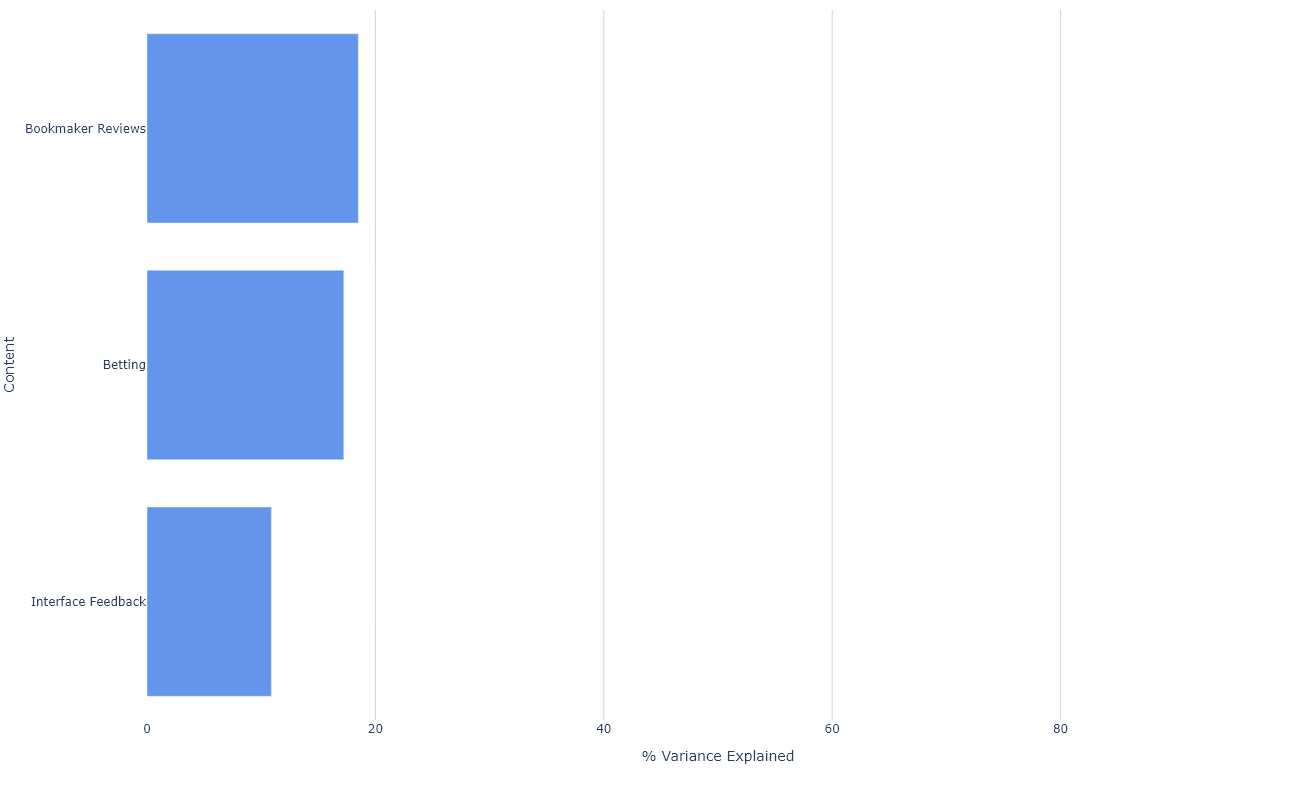 Bookmaker Reviews
Betting
Content
Interface Feedback
0 20 40 60 80
% Variance Explained